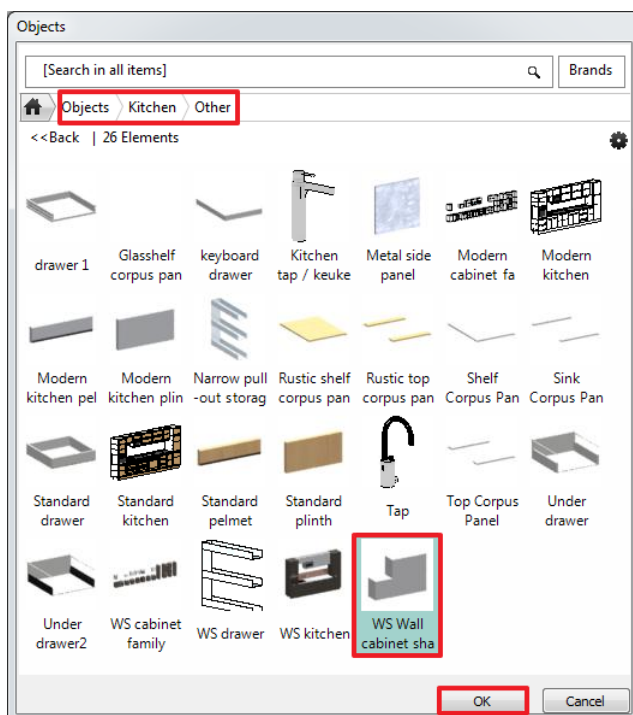 Objects
[Search in all items] Brands
Objects Kitchen Other
<<Back | 26 Elements
drawer 1
Glasshelf
corpus pan
keyboard
drawer
Kitchen
tap / keuke
Metal side
panel
Modern
cabinet fa
Modern
kitchen
Modern
kitchen pel
Modern
kitchen plin
Narrow pull
-out storag
Rustic shelf
corpus pan
Rustic top
corpus pan
Shelf
Corpus Pan
Sink
Corpus Pan
Standard
drawer
Standard
kitchen
Standard
pelmet
Standard
plinth
Tap
Top Corpus
Panel
Under
drawer
Under
drawer2
WS cabinet
family
WS drawer
WS kitchen
WS Wall
cabinet sha
OK Cancel